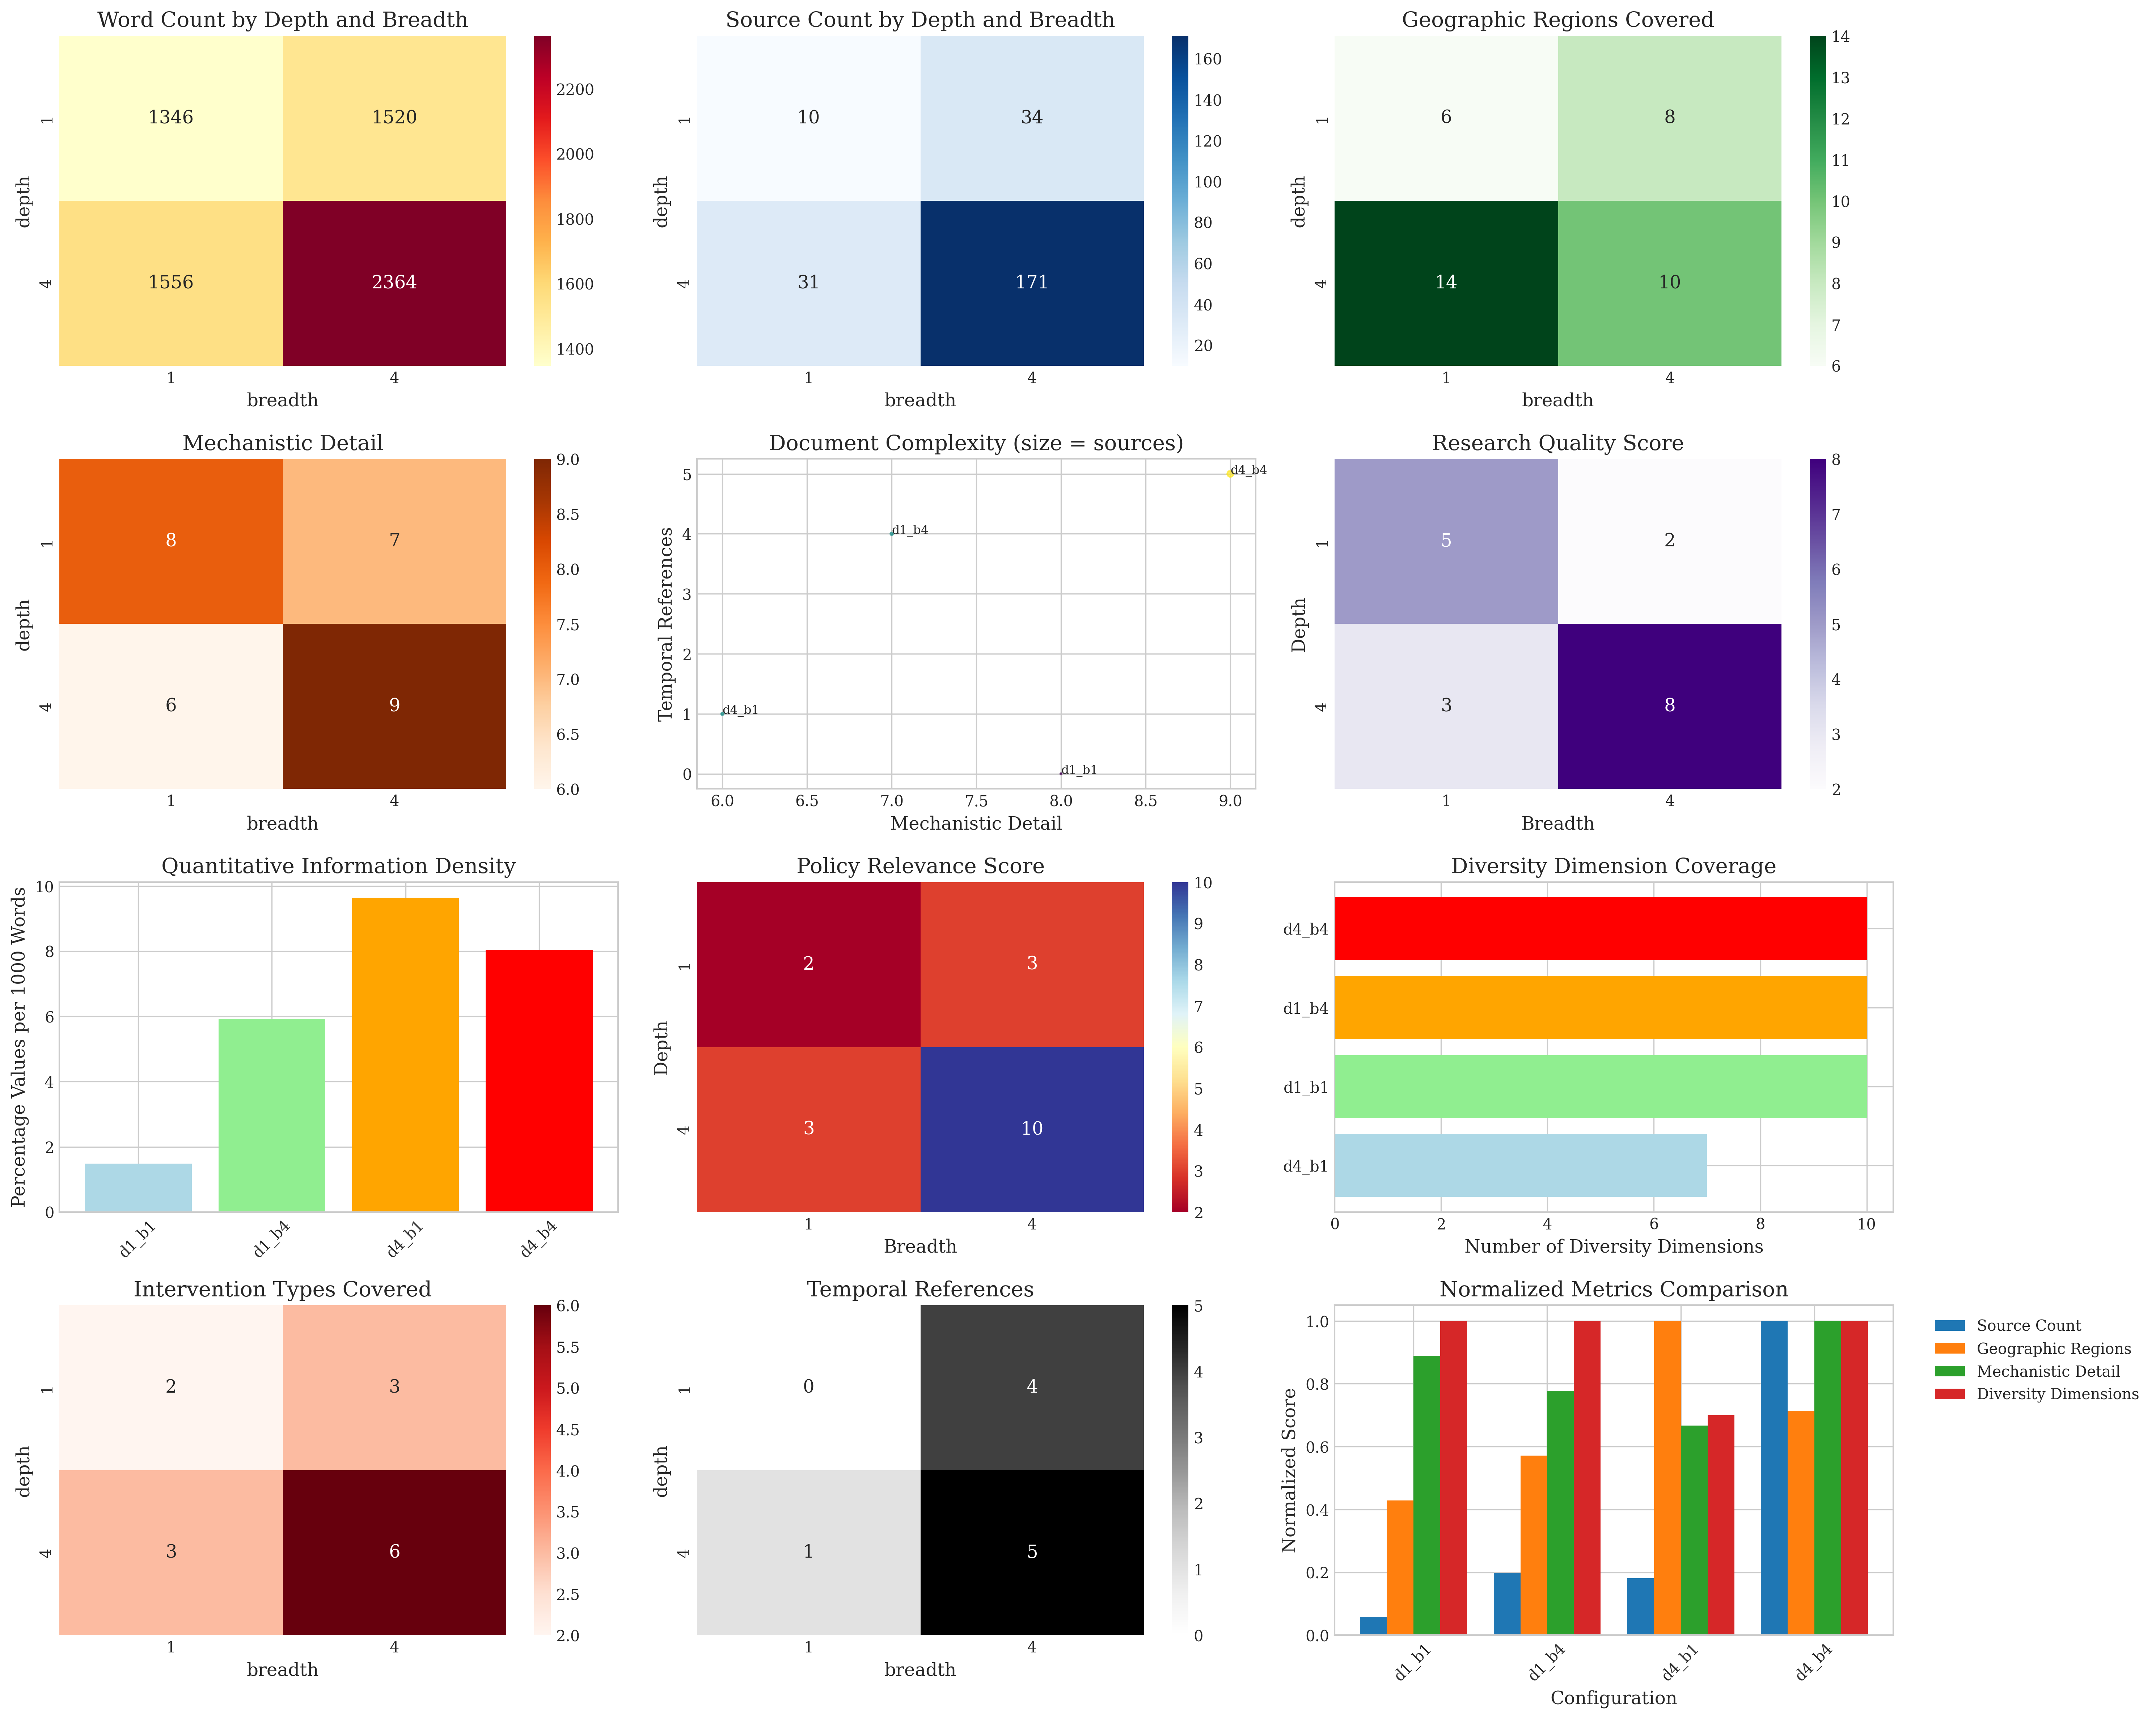 Word Count by Depth and Breadth
1346
1520
1556
2364
1
4
depth
1
4
breadth
2200
2000
1800
1600
1400
Source Count by Depth and Breadth
10
34
31
171
1
4
depth
1
4
breadth
160
140
120
100
80
60
40
20
Geographic Regions Covered
6
8
14
10
1
4
depth
1
4
breadth
14
13
12
11
10
9
8
7
6
Mechanistic Detail
8
7
6
9
1
4
depth
1
4
breadth
9.0
8.5
8.0
7.5
7.0
6.5
6.0
Document Complexity (size = sources)
d4_b4
d1_b4
d4_b1
d1_b1
5
4
3
2
1
0
Temporal References
6.0
6.5
7.0
7.5
8.0
8.5
9.0
Mechanistic Detail
Research Quality Score
5
2
3
8
1
4
Depth
1
4
Breadth
8
7
6
5
4
3
2
Quantitative Information Density
10
8
6
4
2
0
Percentage Values per 1000 Words
d1_b1
d1_b4
d4_b1
d4_b4
Policy Relevance Score
2
3
3
10
1
4
Depth
1
4
Breadth
10
9
8
7
6
5
4
3
2
Diversity Dimension Coverage
d4_b4
d1_b4
d1_b1
d4_b1
0
2
4
6
8
10
Number of Diversity Dimensions
Intervention Types Covered
2
3
3
6
1
4
depth
1
4
breadth
6.0
5.5
5.0
4.5
4.0
3.5
3.0
2.5
2.0
Temporal References
0
4
1
5
1
4
depth
1
4
breadth
5
4
3
2
1
0
Normalized Metrics Comparison
1.0
0.8
0.6
0.4
0.2
0.0
Normalized Score
d1_b1
d1_b4
d4_b1
d4_b4
Configuration
Source Count
Geographic Regions
Mechanistic Detail
Diversity Dimensions